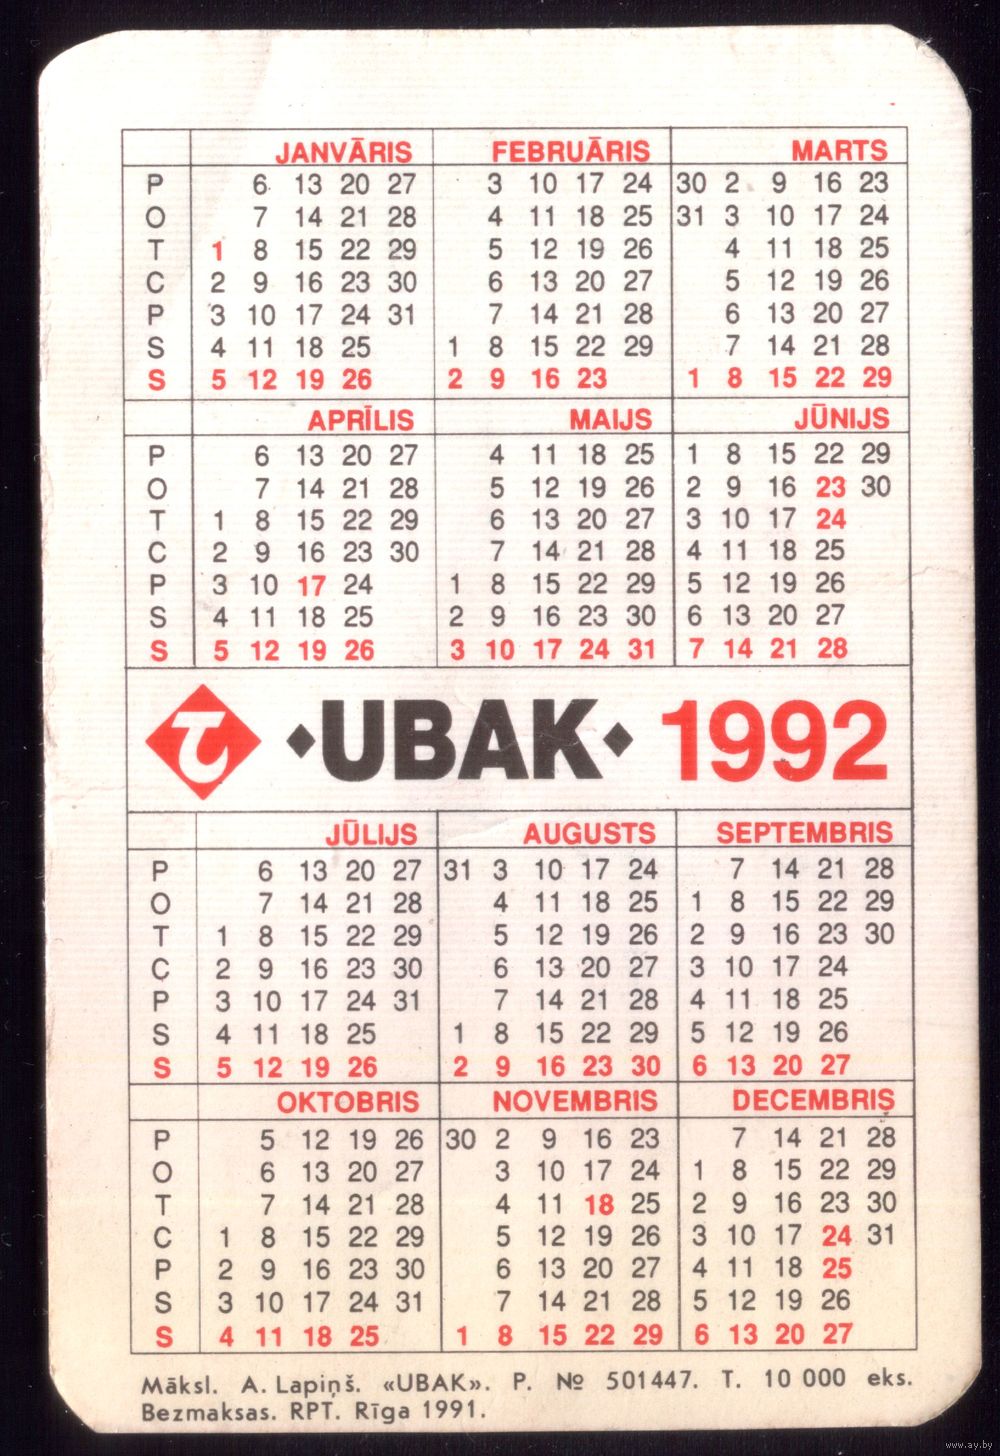 JANVĀRIS FEBRUĀRIS MARTS
P 6 13 20 27 3 10 17 24 30 2 9 16 23
O 7 14 21 28 4 11 18 25 31 3 10 17 24
T 1 8 15 22 29 5 12 19 26 4 11 18 25
C 2 9 16 23 30 6 13 20 27 5 12 19 26
P 3 10 17 24 31 7 14 21 28 6 13 20 27
S 4 11 18 25 1 8 15 22 29 7 14 21 28
S 5 12 19 26 2 9 16 23 1 8 15 22 29
APRĪLIS MAIJS JŪNIJS
P 6 13 20 27 4 11 18 25 1 8 15 22 29
O 7 14 21 28 5 12 19 26 2 9 16 23 30
T 1 8 15 22 29 6 13 20 27 3 10 17 24
C 2 9 16 23 30 7 14 21 28 4 11 18 25
P 3 10 17 24 1 8 15 22 29 5 12 19 26
S 4 11 18 25 2 9 16 23 30 6 13 20 27
S 5 12 19 26 3 10 17 24 31 7 14 21 28
UBAK 1992
JŪLIJS AUGUSTS SEPTEMBRIS
P 6 13 20 27 31 3 10 17 24 7 14 21 28
O 7 14 21 28 4 11 18 25 1 8 15 22 29
T 1 8 15 22 29 5 12 19 26 2 9 16 23 30
C 2 9 16 23 30 6 13 20 27 3 10 17 24
P 3 10 17 24 31 7 14 21 28 4 11 18 25
S 4 11 18 25 1 8 15 22 29 5 12 19 26
S 5 12 19 26 2 9 16 23 30 6 13 20 27
OKTOBRIS NOVEMBRIS DECEMBRIS
P 5 12 19 26 30 2 9 16 23 7 14 21 28
O 6 13 20 27 3 10 17 24 1 8 15 22 29
T 7 14 21 28 4 11 18 25 2 9 16 23 30
C 1 8 15 22 29 5 12 19 26 3 10 17 24 31
P 2 9 16 23 30 6 13 20 27 4 11 18 25
S 3 10 17 24 31 7 14 21 28 5 12 19 26
S 4 11 18 25 1 8 15 22 29 6 13 20 27
Māksl. A. Lapiņš. «UBAK». P. № 501447. T. 10 000 eks.
Bezmaksas. RPT. Rīga 1991.
www.ay.by